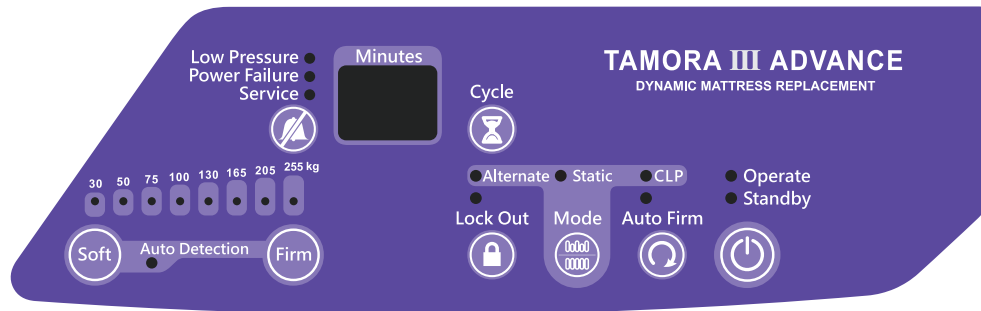 Low Pressure
Power Failure
Service
Minutes
Cycle
TAMORA III ADVANCE
DYNAMIC MATTRESS REPLACEMENT
30 50 75 100 130 165 205 255 kg
Soft
Auto Detection
Firm
Alternate Static CLP
Lock Out Mode Auto Firm
Operate
Standby